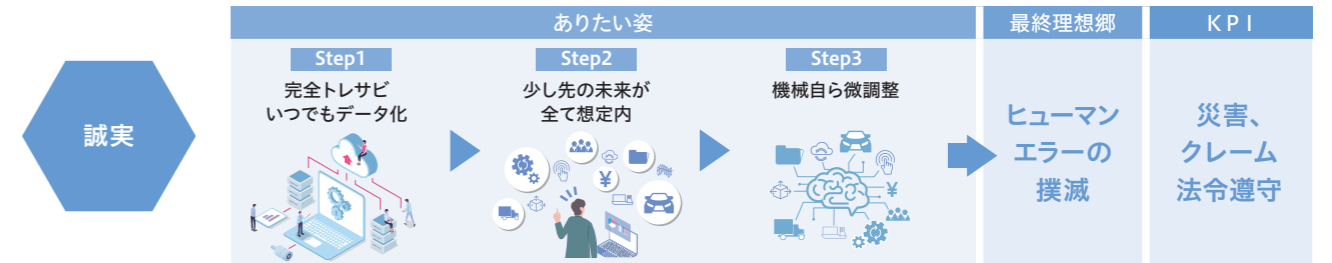 誠実
ありたい姿
最終理想郷
KPI
Step1
完全トレサビ
いつでもデータ化
Step2
少し先の未来が
全て想定内
¥
Step3
機械自ら微調整
¥
ヒューマン
エラーの
撲滅
災害、
クレーム
法令遵守